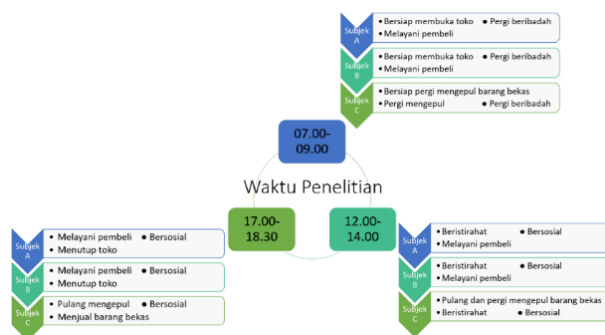 Subjek
A
• Bersiap membuka toko ● Pergi beribadah
• Melayani pembeli
Subjek
B
• Bersiap membuka toko ● Pergi beribadah
• Melayani pembeli
Subjek
C
• Bersiap pergi mengepul barang bekas
• Pergi mengepul ● Pergi beribadah
07.00-
09.00
Waktu Penelitian
17.00-
18.30
12.00-
14.00
Subjek
A
• Melayani pembeli ● Bersosial
• Menutup toko
Subjek
B
• Melayani pembeli ● Bersosial
• Menutup toko
Subjek
C
• Pulang mengepul ● Bersosial
• Menjual barang bekas
Subjek
A
• Beristirahat ● Bersosial
• Melayani pembeli
Subjek
B
• Beristirahat ● Bersosial
• Melayani pembeli
Subjek
C
• Pulang dan pergi mengepul barang bekas
• Beristirahat ● Bersosial